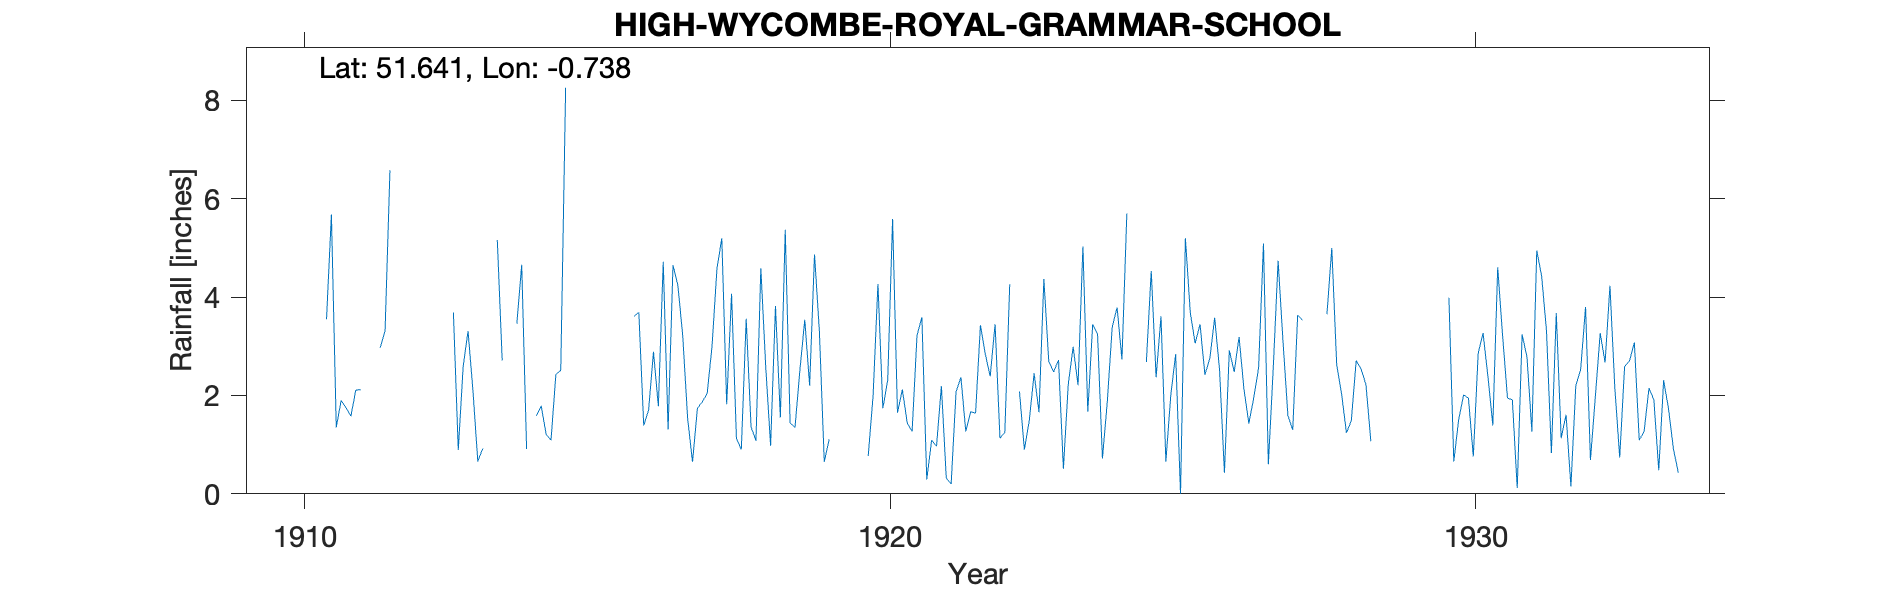 HIGH-WYCOMBE-ROYAL-GRAMMAR-SCHOOL
Lat: 51.641, Lon: -0.738
Rainfall [inches]
8
6
4
2
0
1910 1920 1930
Year